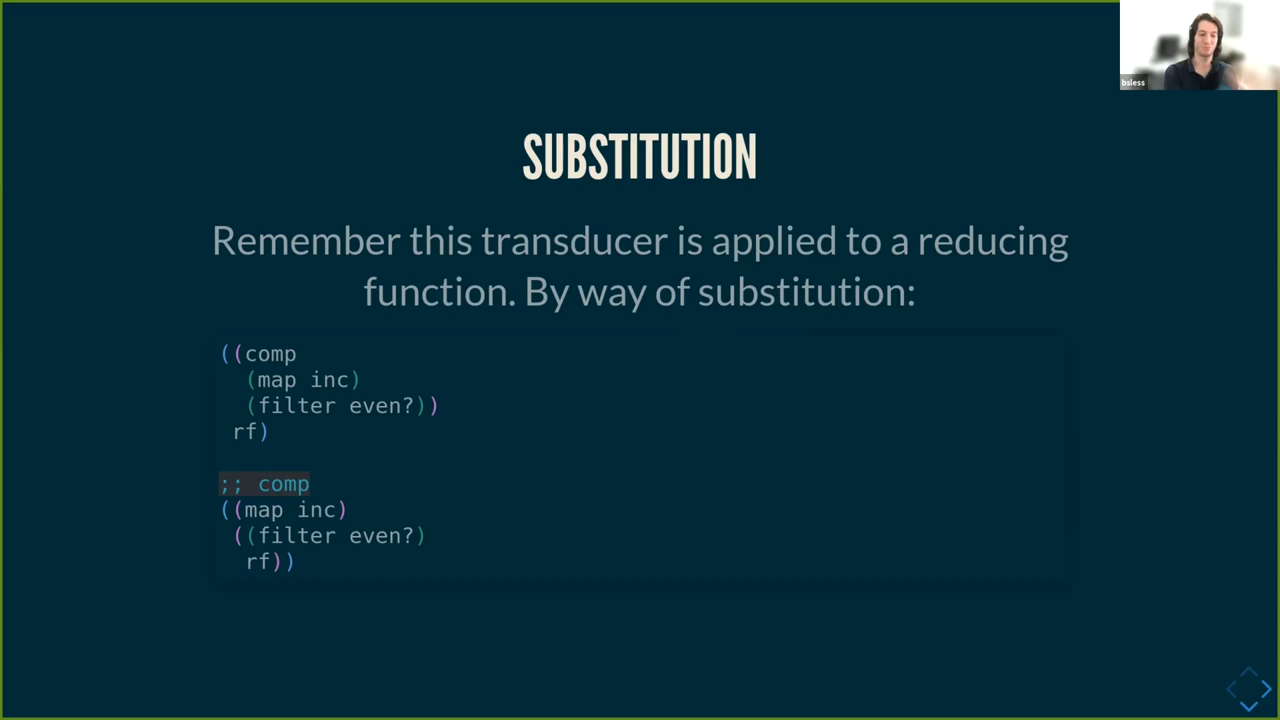 bsless
SUBSTITUTION
Remember this transducer is applied to a reducing
function. By way of substitution:
((comp
  (map inc)
  (filter even?))
 rf)
;; comp
((map inc)
 ((filter even?)
  rf))